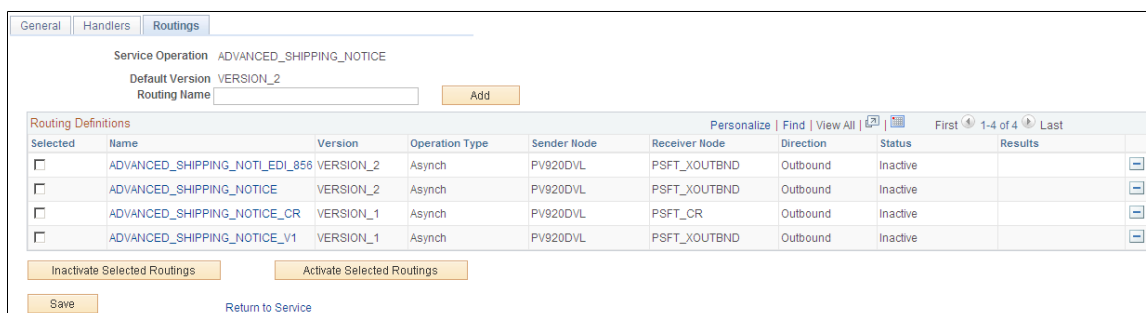 General Handlers Routings
Service Operation ADVANCED_SHIPPING_NOTICE
Default Version VERSION_2
Routing Name Add
Routing Definitions Personalize | Find | View All | | First 1-4 of 4 Last
Selected Name Version Operation Type Sender Node Receiver Node Direction Status Results
ADVANCED_SHIPPING_NOTI_EDI_856 VERSION_2 Asynch PV920DVL PSFT_XOUTBND Outbound Inactive
ADVANCED_SHIPPING_NOTICE VERSION_2 Asynch PV920DVL PSFT_XOUTBND Outbound Inactive
ADVANCED_SHIPPING_NOTICE_CR VERSION_1 Asynch PV920DVL PSFT_CR Outbound Inactive
ADVANCED_SHIPPING_NOTICE_V1 VERSION_1 Asynch PV920DVL PSFT_XOUTBND Outbound Inactive
Inactivate Selected Routings Activate Selected Routings
Save Return to Service